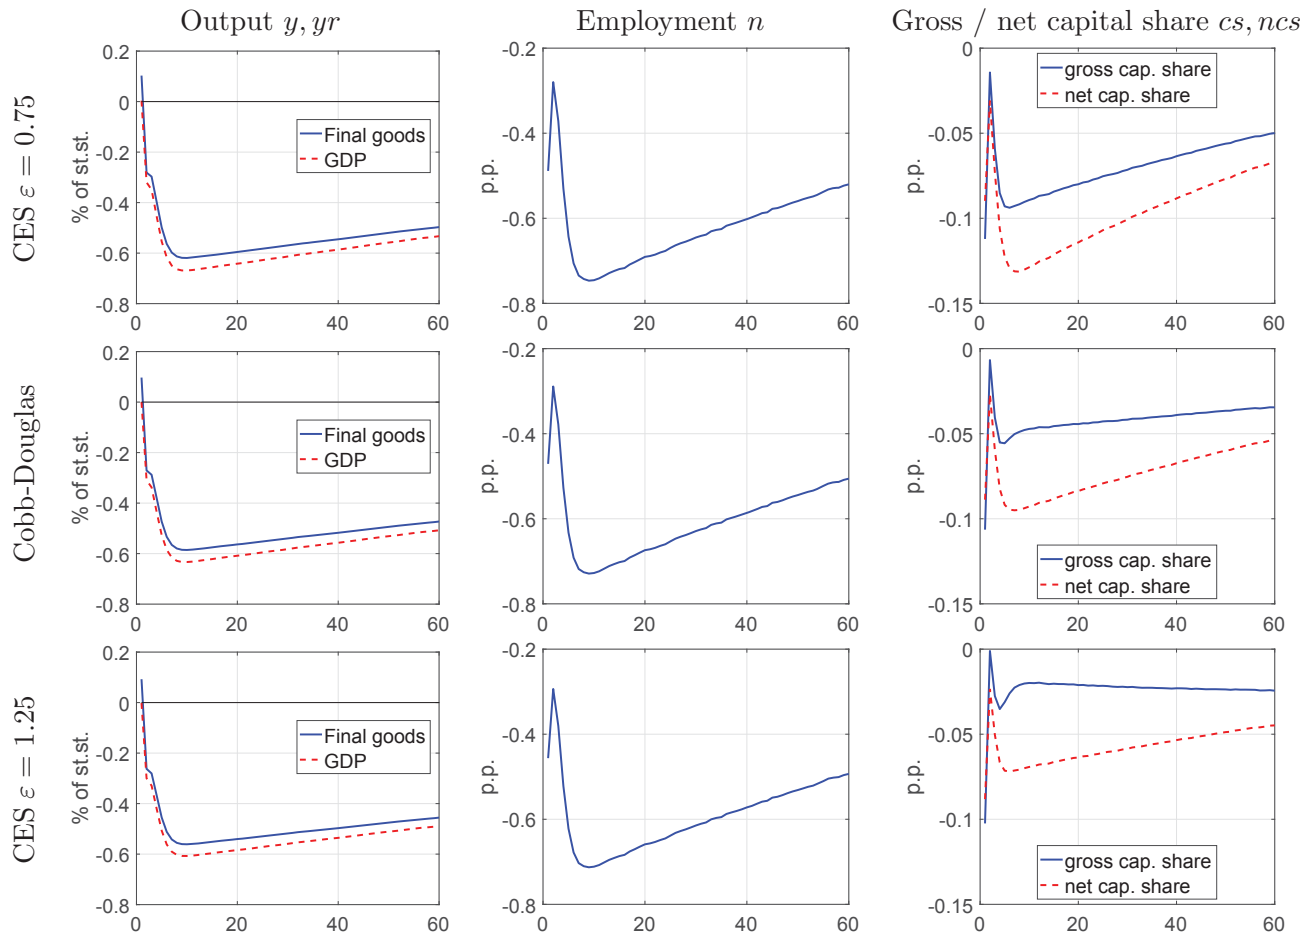 Output y, yr
Employment n
Gross / net capital share cs, ncs
CES ε = 0.75
% of st.st.
0.2
0
-0.2
-0.4
-0.6
-0.8
0 20 40 60
Final goods
GDP
p.p.
-0.2
-0.4
-0.6
-0.8
0 20 40 60
p.p.
0
-0.05
-0.1
-0.15
0 20 40 60
gross cap. share
net cap. share
Cobb-Douglas
% of st.st.
0.2
0
-0.2
-0.4
-0.6
-0.8
0 20 40 60
Final goods
GDP
p.p.
-0.2
-0.4
-0.6
-0.8
0 20 40 60
p.p.
0
-0.05
-0.1
-0.15
0 20 40 60
gross cap. share
net cap. share
CES ε = 1.25
% of st.st.
0.2
0
-0.2
-0.4
-0.6
-0.8
0 20 40 60
Final goods
GDP
p.p.
-0.2
-0.4
-0.6
-0.8
0 20 40 60
p.p.
0
-0.05
-0.1
-0.15
0 20 40 60
gross cap. share
net cap. share